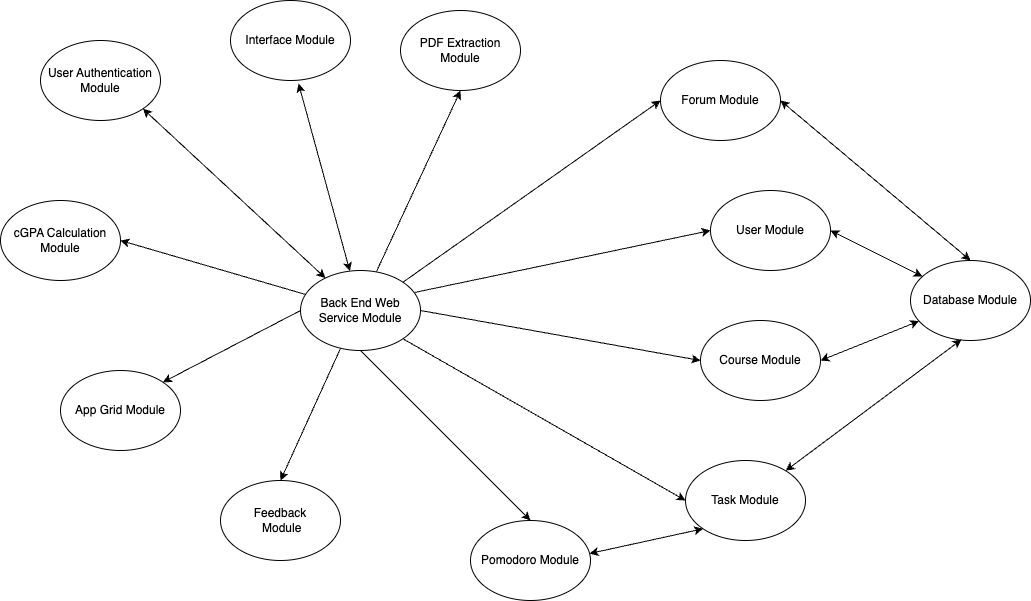 Interface Module
PDF Extraction
Module
User Authentication
Module
Forum Module
cGPA Calculation
Module
User Module
Back End Web
Service Module
Database Module
Course Module
App Grid Module
Task Module
Feedback
Module
Pomodoro Module